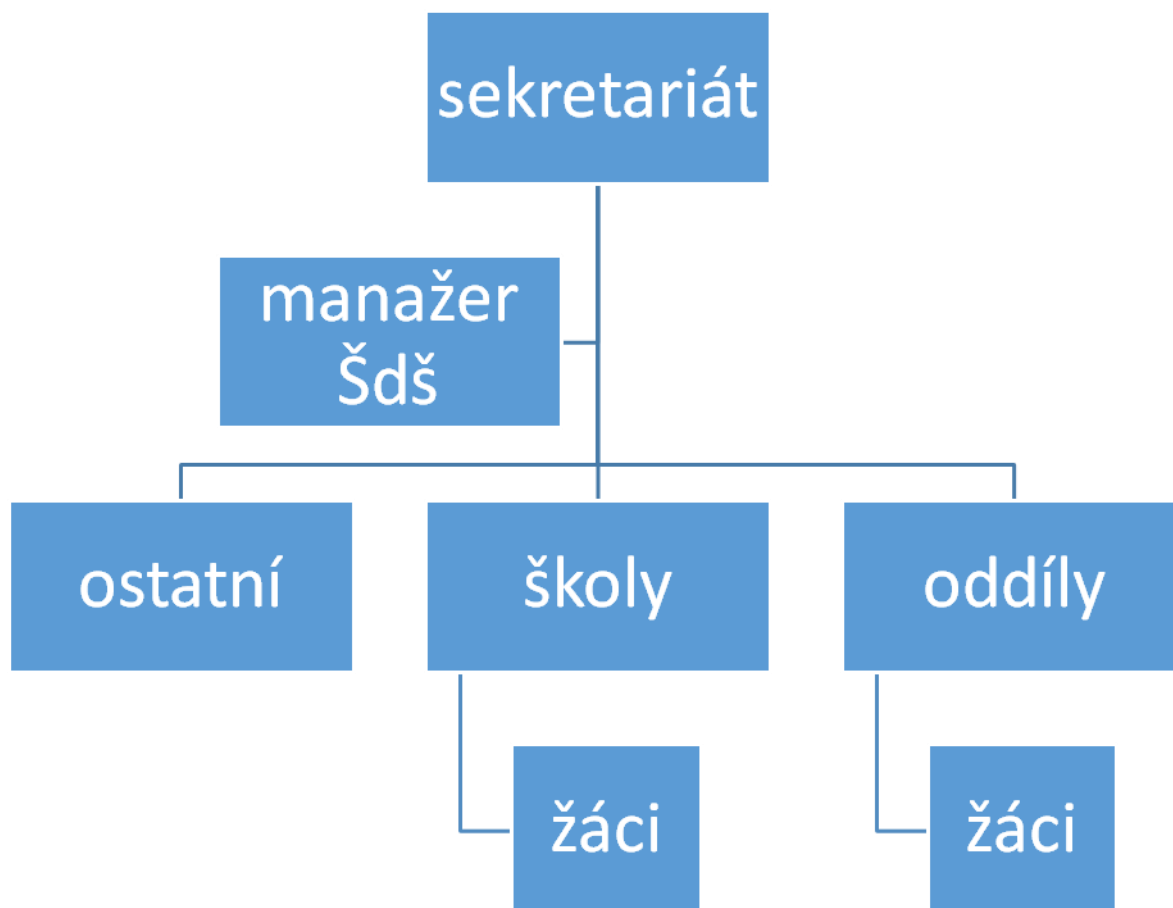 sekretariát
manažer
Šdš
ostatní
školy
oddíly
žáci
žáci